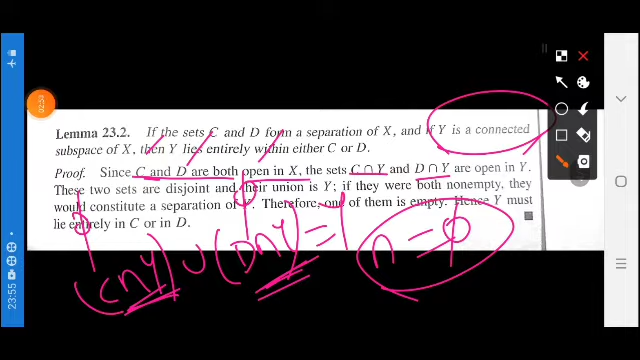 02:53
Lemma 23.2. If the sets C and D form a separation of X, and if Y is a connected
subspace of X, then Y lies entirely within either C or D.
Proof. Since C and D are both open in X, the sets C ∩ Y and D ∩ Y are open in Y.
These two sets are disjoint and their union is Y; if they were both nonempty, they
would constitute a separation of Y. Therefore, one of them is empty. Hence Y must
lie entirely in C or in D.
ϕ ϕ
(C∩Y) ∪ (D∩Y) = Y
∩ = ϕ
23:55